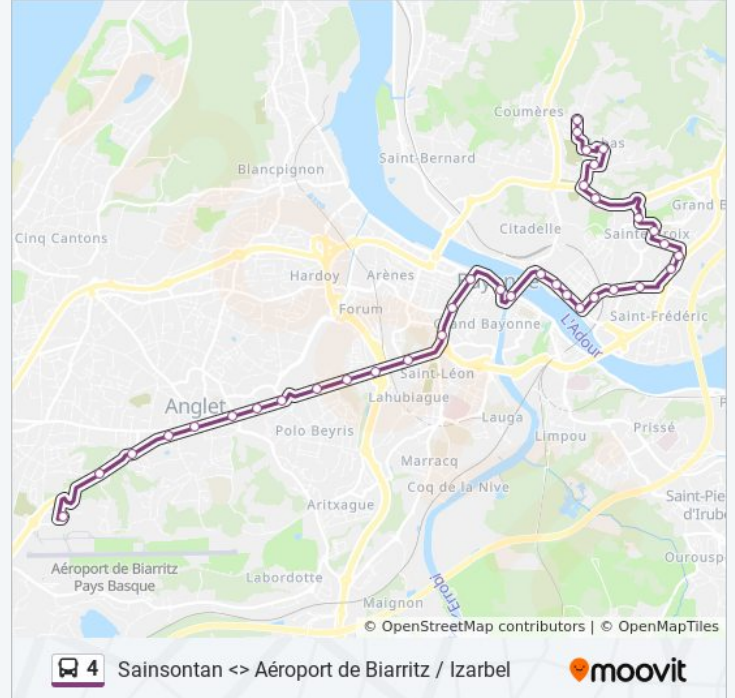 Coumères
bas
Saint-Bernard
Blancpignon
Grand B
Citadelle
Sainte
roix
Cinq Cantons
Hardoy
Arènes
Forum
Grand Bayonne
Saint-Frédéric
L'Adour
Saint-Léon
Lahubiague
Anglet
Polo Beyris
Lauga
Prissé
Limpou
Marracq
Coq de la Nive
Saint-Pie
d'Irube
Aritxague
Ourousp
Aéroport de Biarritz
Pays Basque
Labordotte
Maignon
© OpenStreetMap contributors | © OpenMapTiles
4 Sainsontan <> Aéroport de Biarritz / Izarbel
moovit